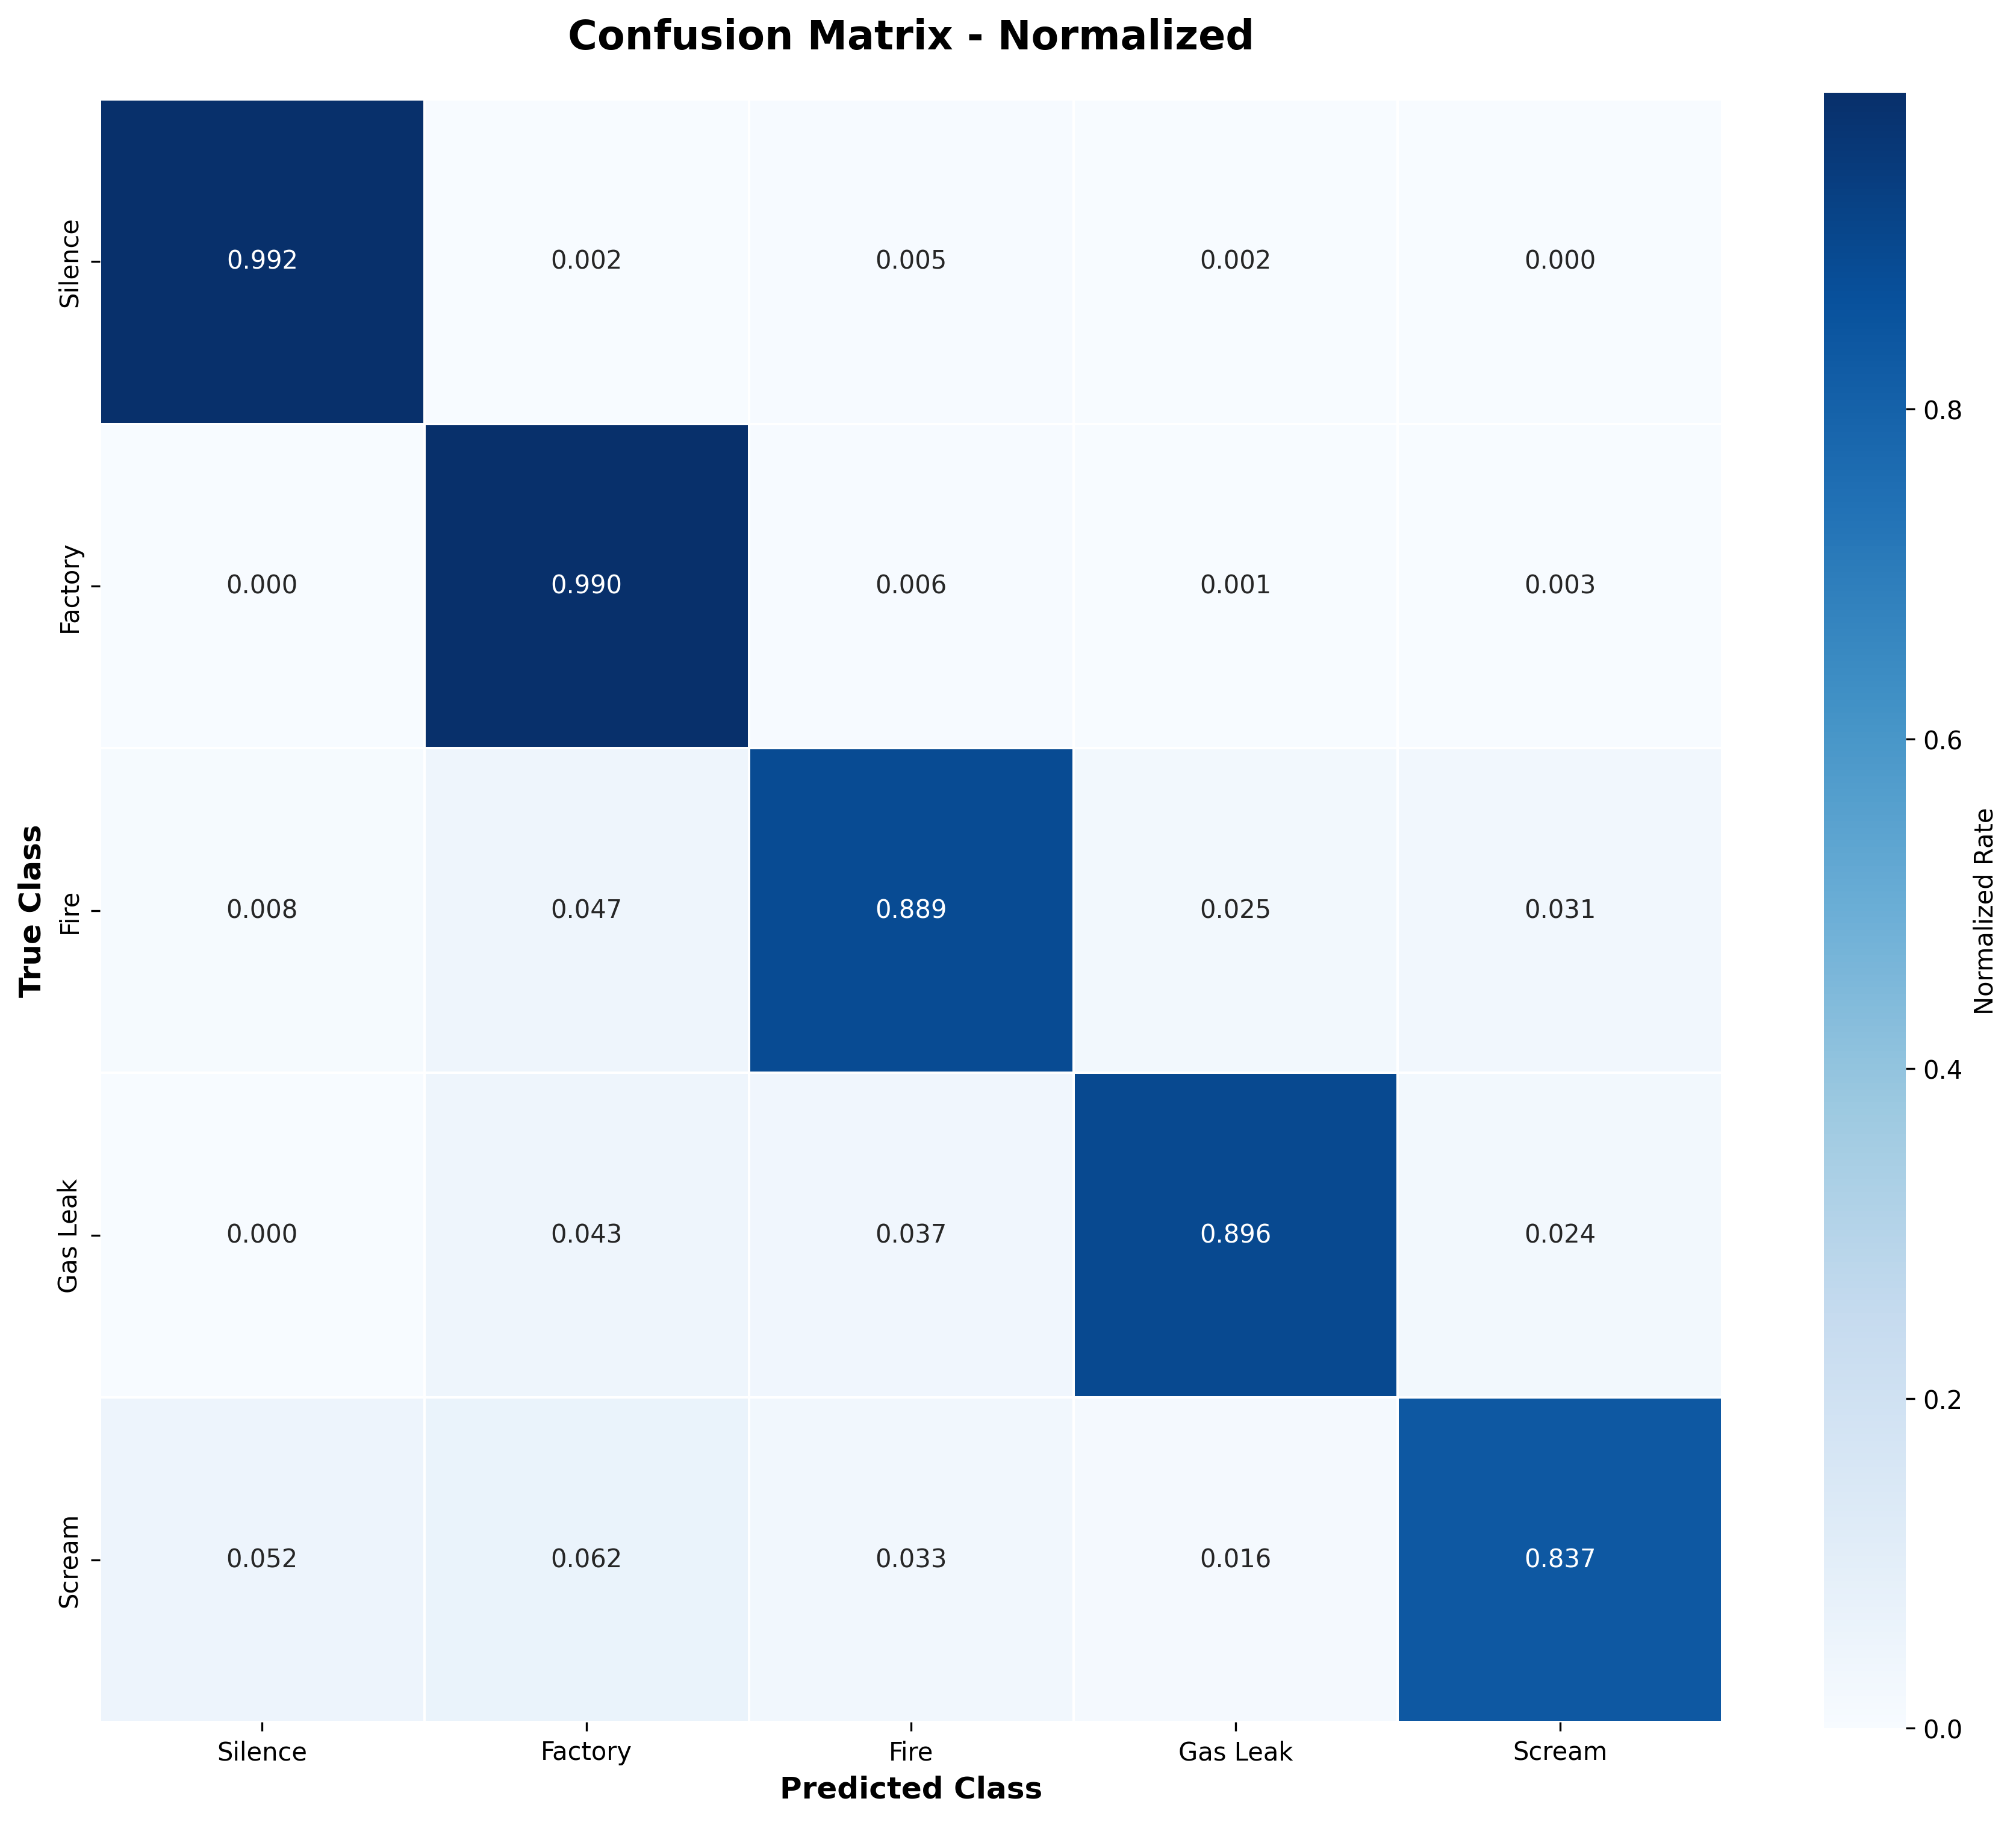 Confusion Matrix - Normalized
Silence 0.992 0.002 0.005 0.002 0.000
Factory 0.000 0.990 0.006 0.001 0.003
Fire 0.008 0.047 0.889 0.025 0.031
Gas Leak 0.000 0.043 0.037 0.896 0.024
Scream 0.052 0.062 0.033 0.016 0.837
True Class
Silence Factory Fire Gas Leak Scream
Predicted Class
0.8
0.6
0.4
0.2
0.0
Normalized Rate